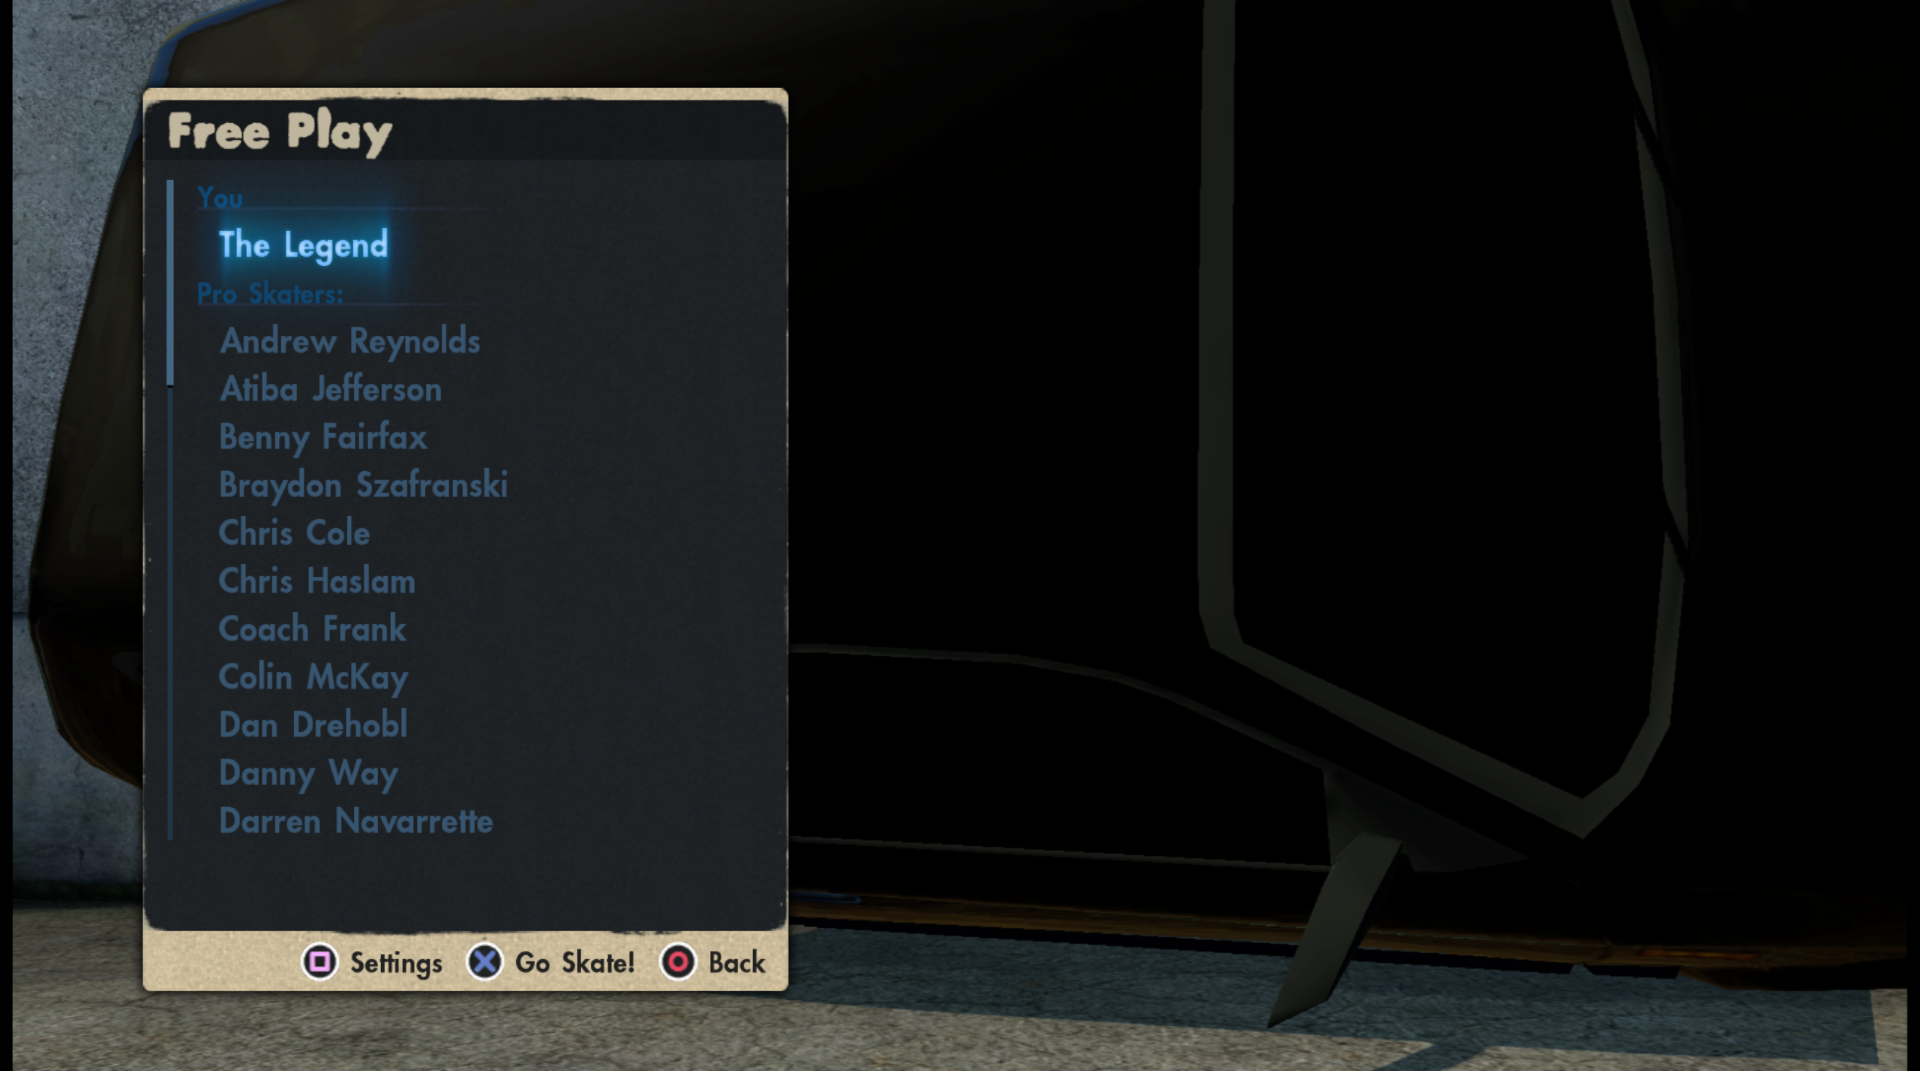 Free Play
You
The Legend
Pro Skaters:
Andrew Reynolds
Atiba Jefferson
Benny Fairfax
Braydon Szafranski
Chris Cole
Chris Haslam
Coach Frank
Colin McKay
Dan Drehobl
Danny Way
Darren Navarrette
Settings Go Skate! Back